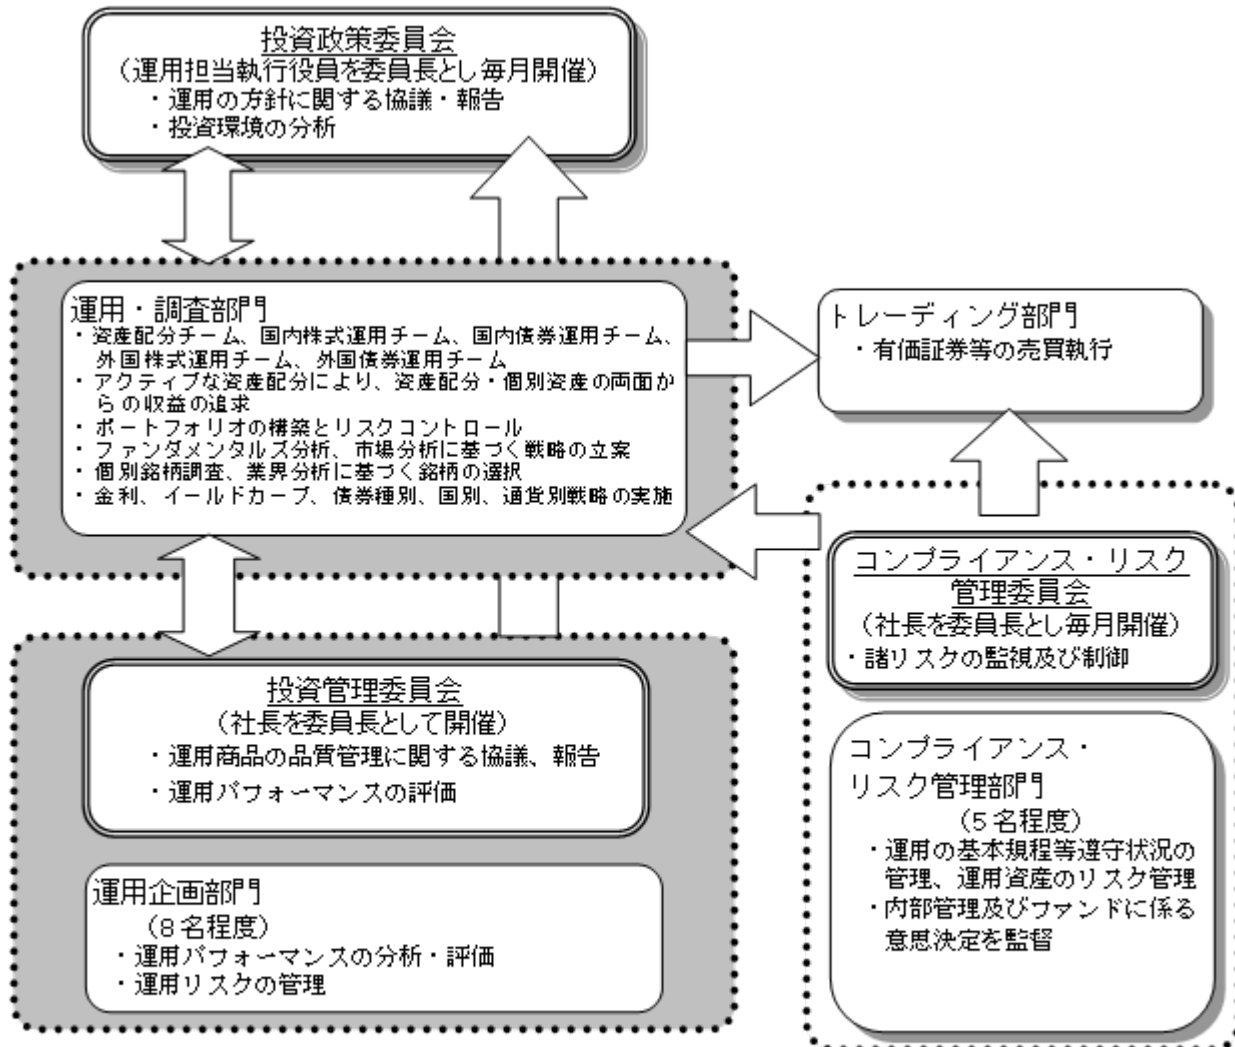 投資政策委員会
（運用担当執行役員を委員長とし毎月開催）
・運用の方針に関する協議・報告
・投資環境の分析
運用・調査部門
・資産配分チーム、国内株式運用チーム、国内債券運用チーム、
外国株式運用チーム、外国債券運用チーム
・アクティブな資産配分により、資産配分・個別資産の両面か
らの収益の追求
・ポートフォリオの構築とリスクコントロール
・ファンダメンタルズ分析、市場分析に基づく戦略の立案
・個別銘柄調査、業界分析に基づく銘柄の選択
・金利、イールドカーブ、債券種別、国別、通貨別戦略の実施
トレーディング部門
・有価証券等の売買執行
コンプライアンス・リスク
管理委員会
（社長を委員長とし毎月開催）
・諸リスクの監視及び制御
投資管理委員会
（社長を委員長として開催）
・運用商品の品質管理に関する協議、報告
・運用パフォーマンスの評価
運用企画部門
（８名程度）
・運用パフォーマンスの分析・評価
・運用リスクの管理
コンプライアンス・
リスク管理部門
（５名程度）
・運用の基本規程等遵守状況の
管理、運用資産のリスク管理
・内部管理及びファンドに係る
意思決定を監督